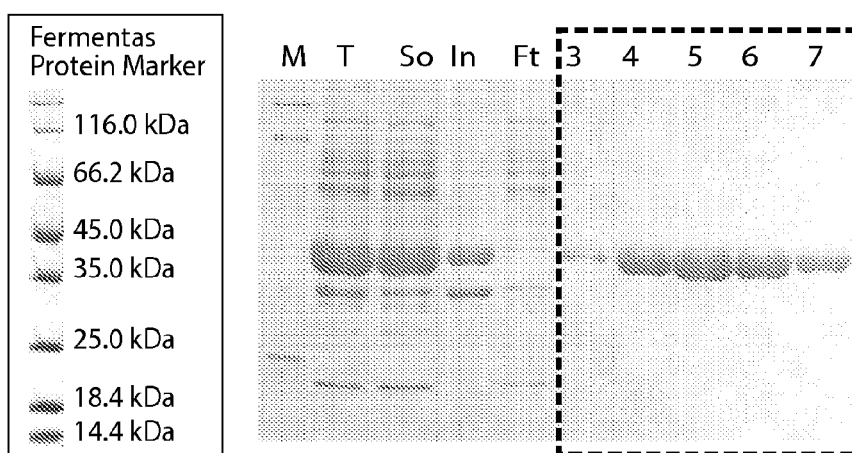 Fermentas
Protein Marker
116.0 kDa
66.2 kDa
45.0 kDa
35.0 kDa
25.0 kDa
18.4 kDa
14.4 kDa
M T So In Ft 3 4 5 6 7